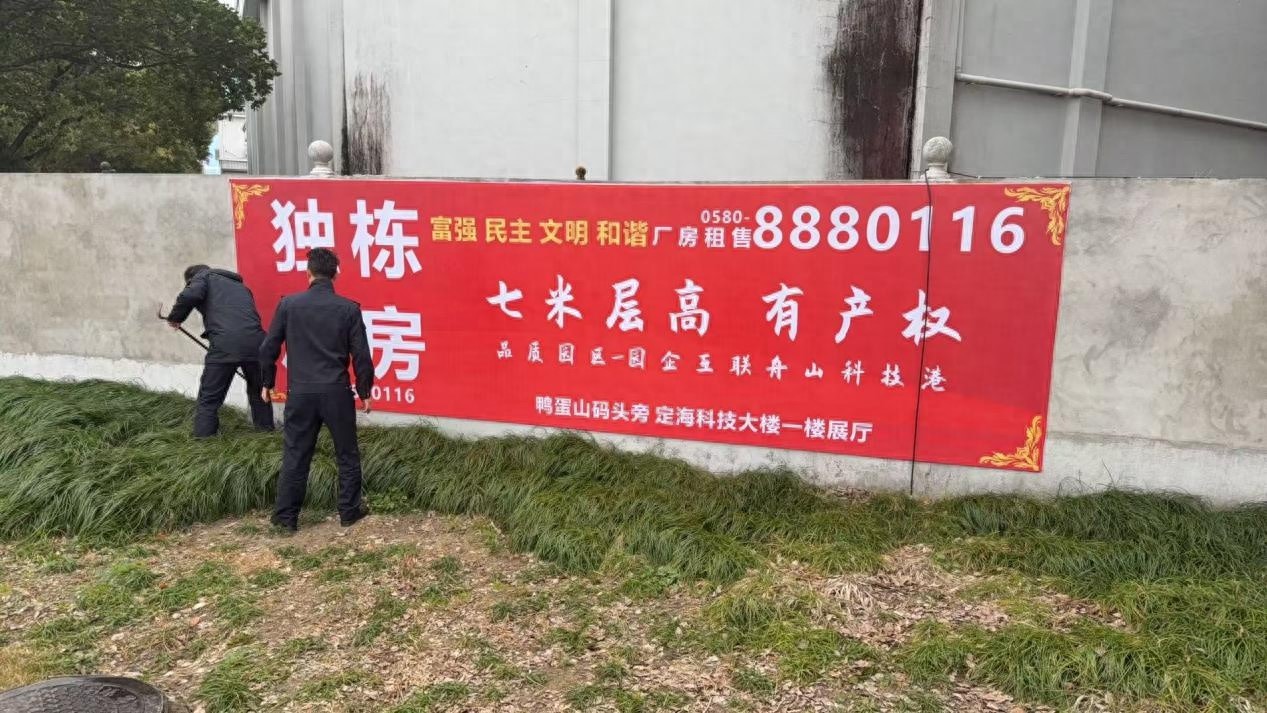 独栋
房
0116
富强 民主 文明 和谐 厂房租售 0580-8880116
七米层高 有产权
品质园区一园企互联舟山科技港
鸭蛋山码头旁 定海科技大楼一楼展厅